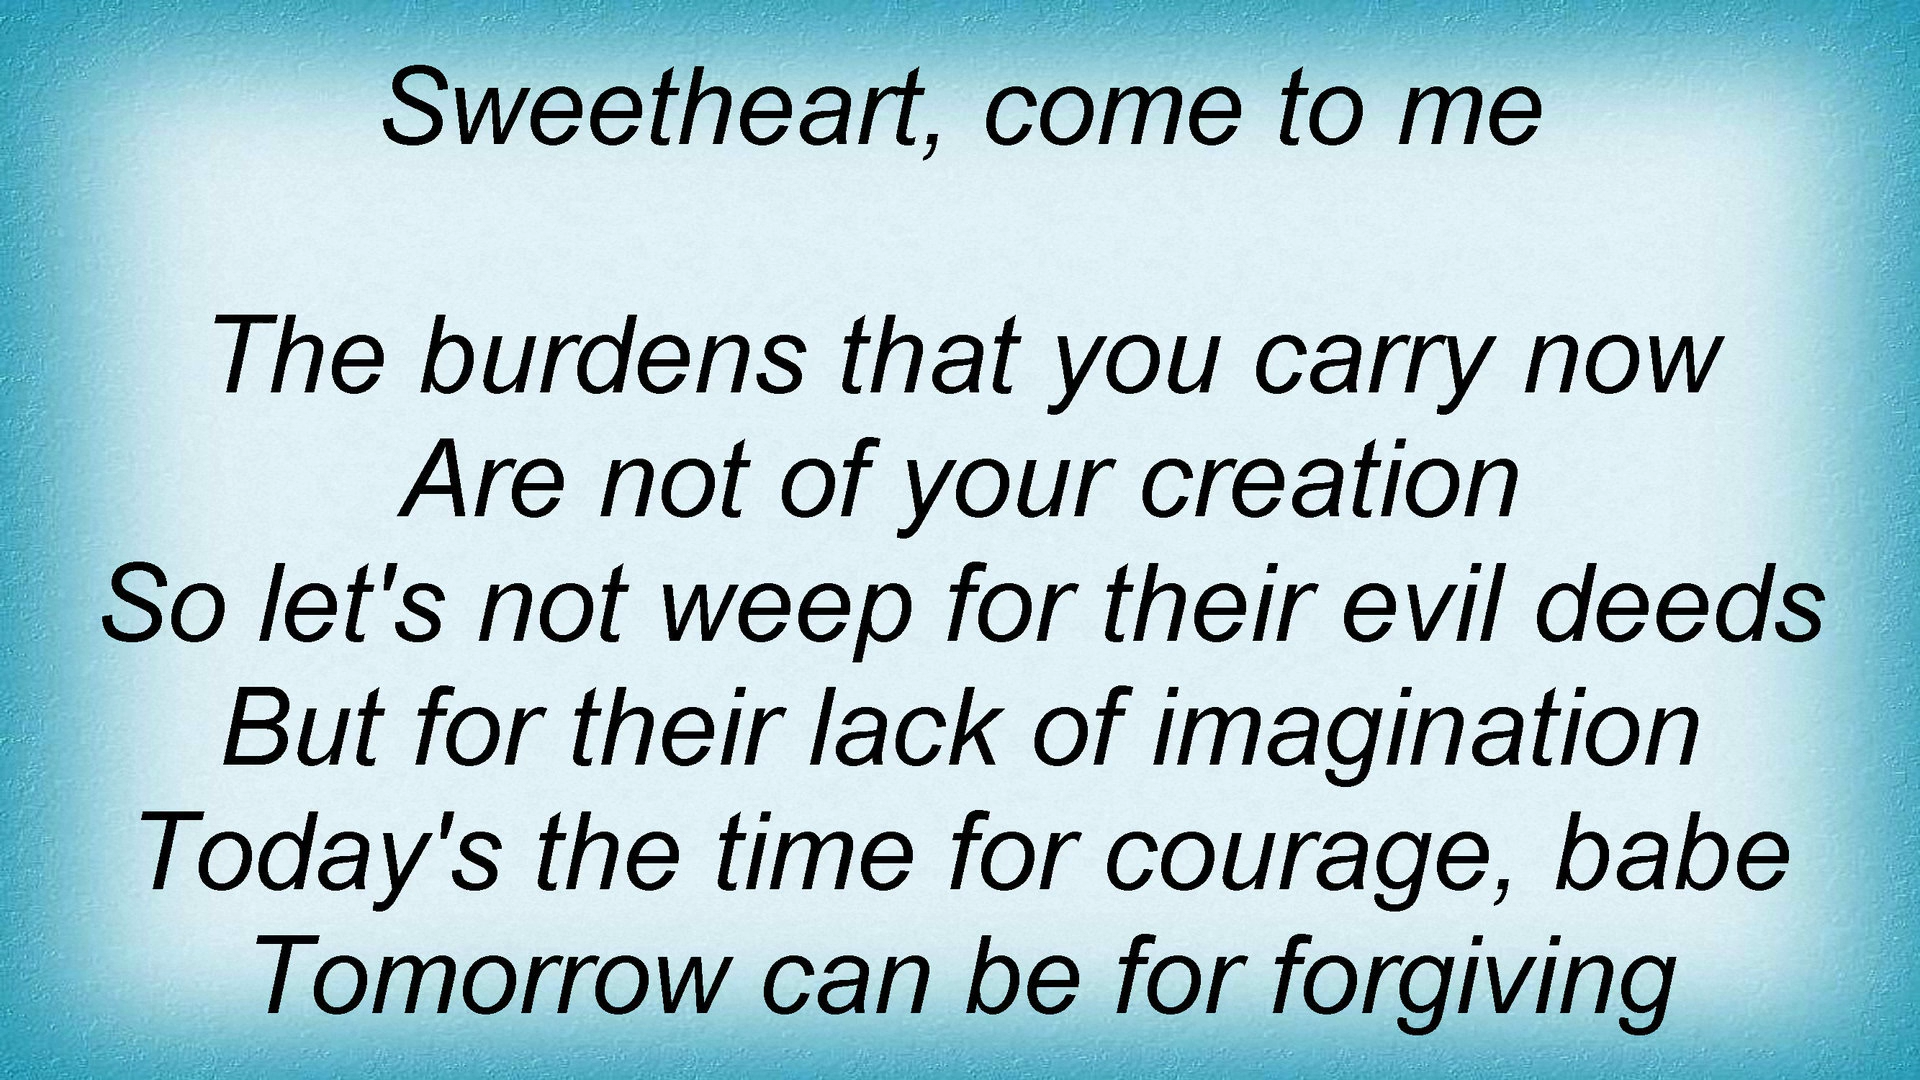 Sweetheart, come to me
The burdens that you carry now
Are not of your creation
So let's not weep for their evil deeds
But for their lack of imagination
Today's the time for courage, babe
Tomorrow can be for forgiving